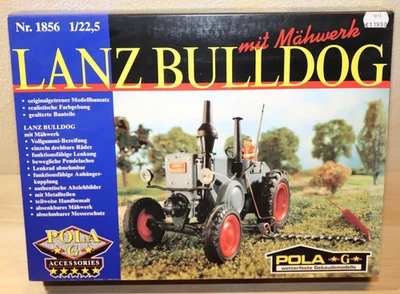 Nr. 1856 1/22,5
mit Mähwerk
LANZ BULLDOG
• originalgetreuer Modellbausatz
• realistische Farbgebung
• gealterte Bauteile
LANZ BULLDOG
mit Mähwerk
• Vollgummi-Bereifung
• einzeln drehbare Räder
• funktionsfähige Lenkung
• bewegliche Pendelachse
• Lenkrad abnehmbar
• funktionsfähige Anhänger-
kupplung
• authentische Abziehbilder
• mit Metallteilen
• teilweise Handbemalt
• absenkbares Mähwerk
• abnehmbarer Messerschutz
POLA
G
ACCESSORIES
POLA G
wetterfeste Gebäudemodelle